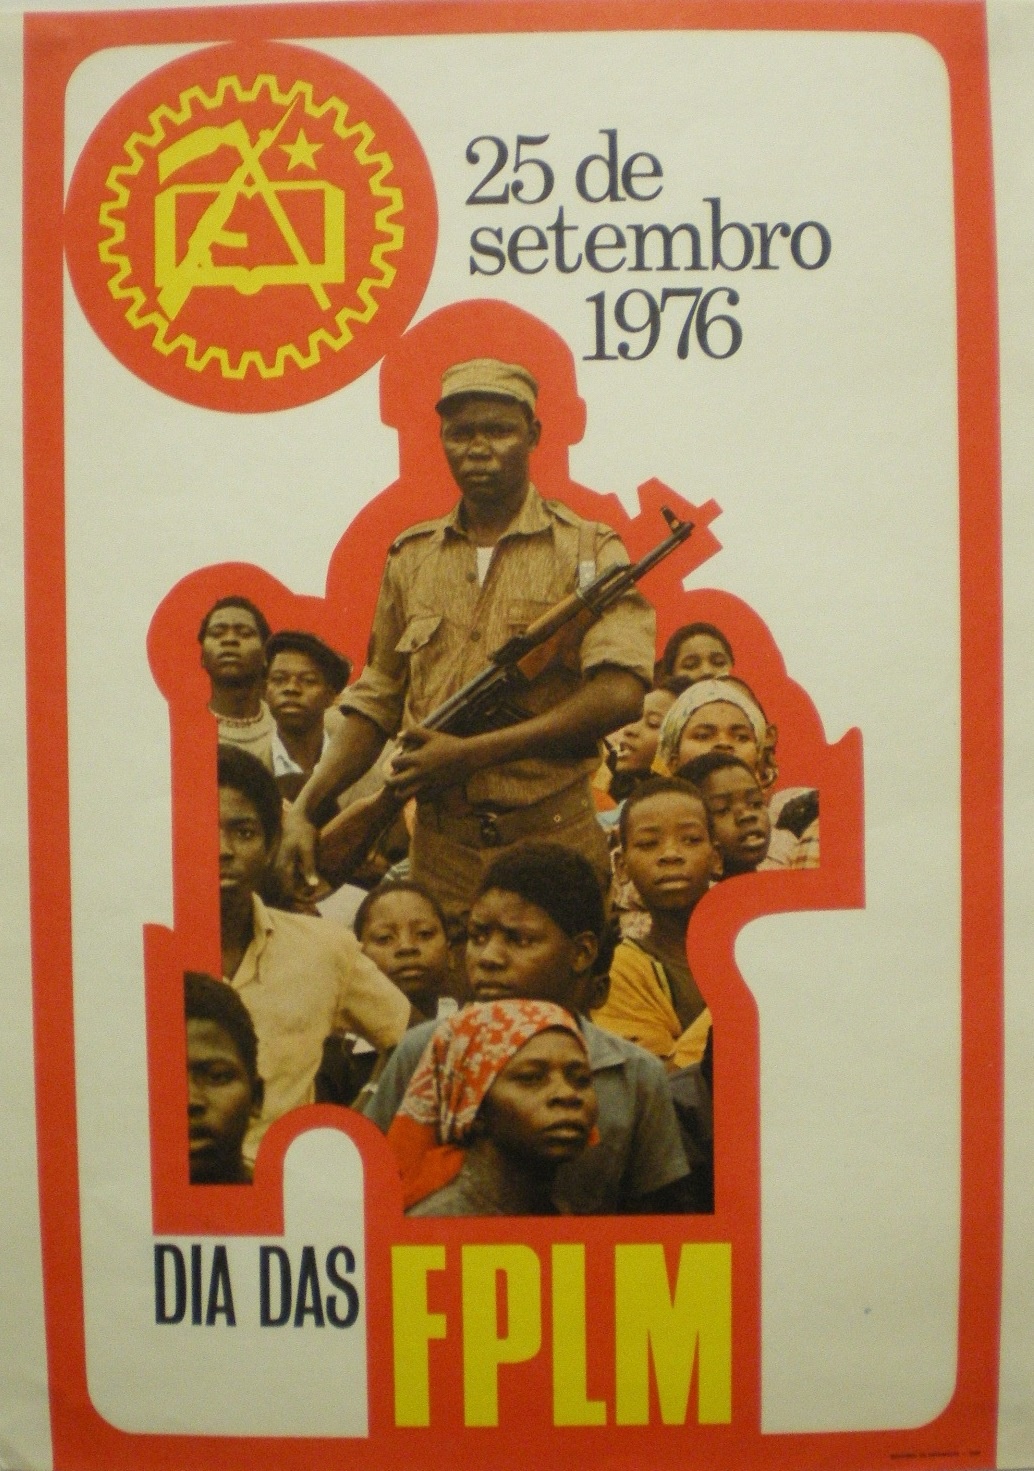 25 de
setembro
1976
DIA DAS FPLM